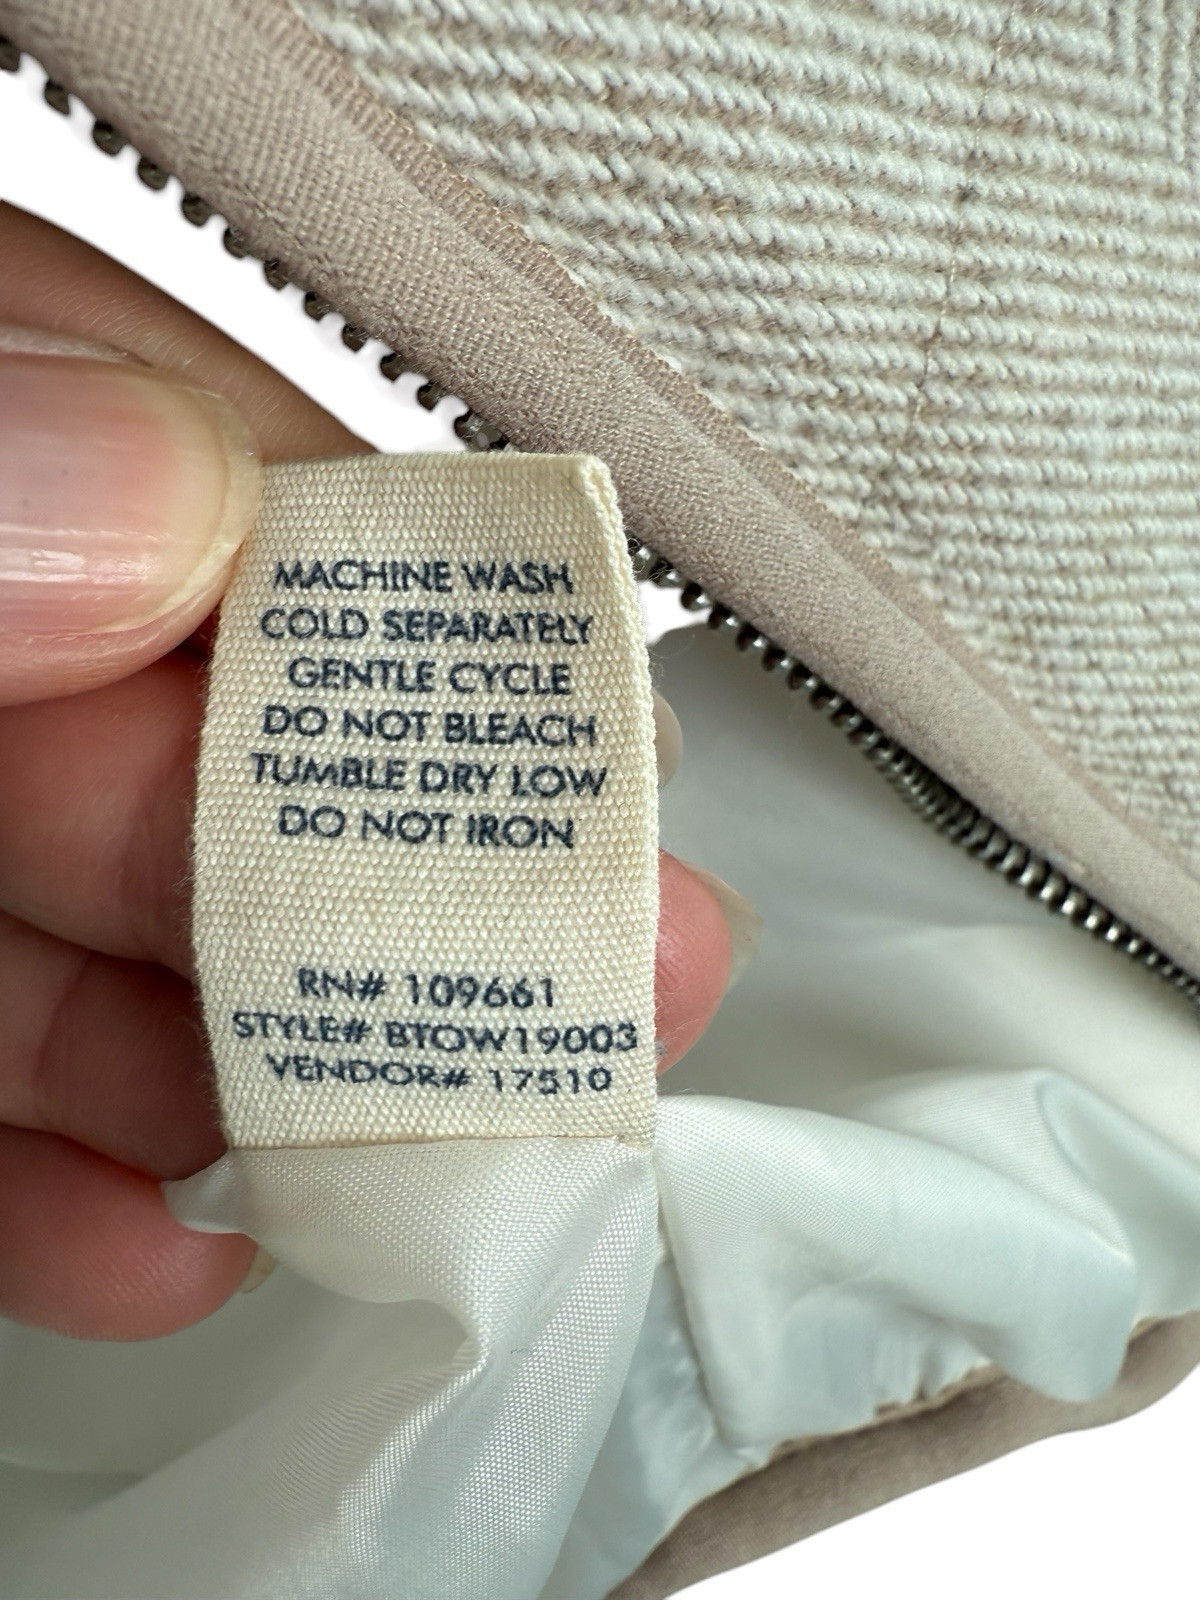 MACHINE WASH
COLD SEPARATELY
GENTLE CYCLE
DO NOT BLEACH
TUMBLE DRY LOW
DO NOT IRON
RN# 109661
STYLE# BTOW19003
VENDOR# 17510